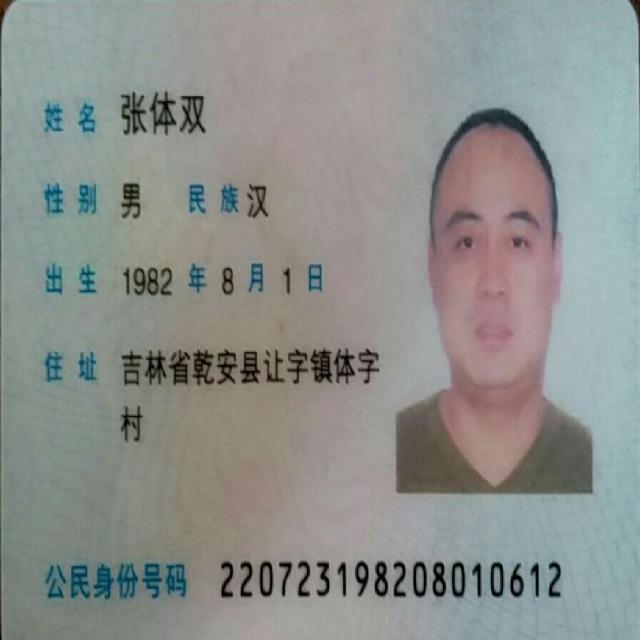 姓名 张体双
性别 男 民族 汉
出生 1982 年 8 月 1 日
住址 吉林省乾安县让字镇体字
村
公民身份号码 220723198208010612